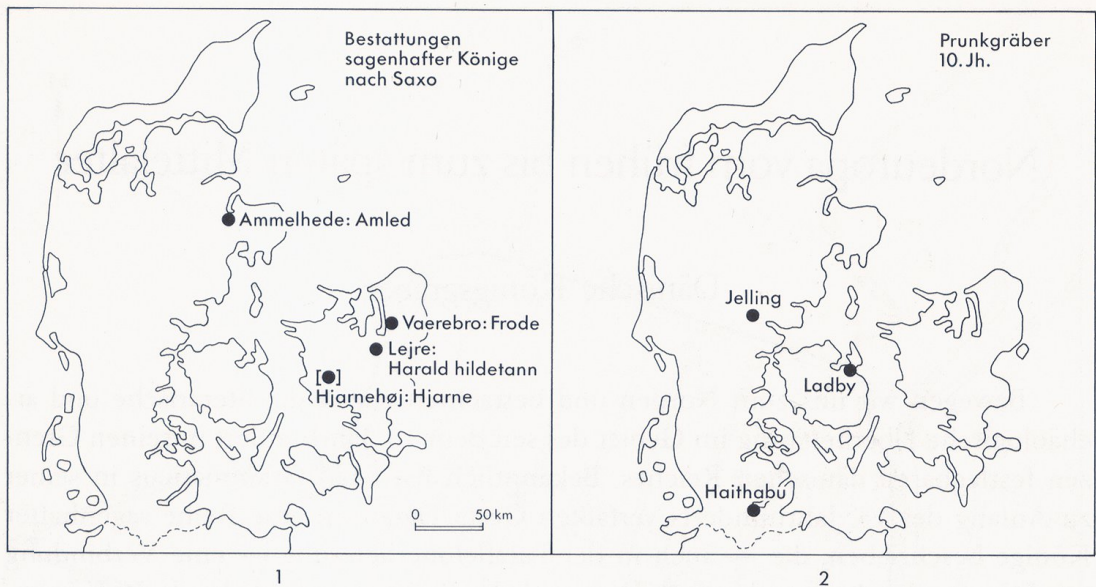 Bestattungen
sagenhafter Könige
nach Saxo
Ammelhede: Amled
Vaerebro: Frode
Lejre:
Harald hildetann
[●]
Hjarnehøj: Hjarne
0 50 km
1
Prunkgräber
10. Jh.
Jelling
Ladby
Haithabu
2